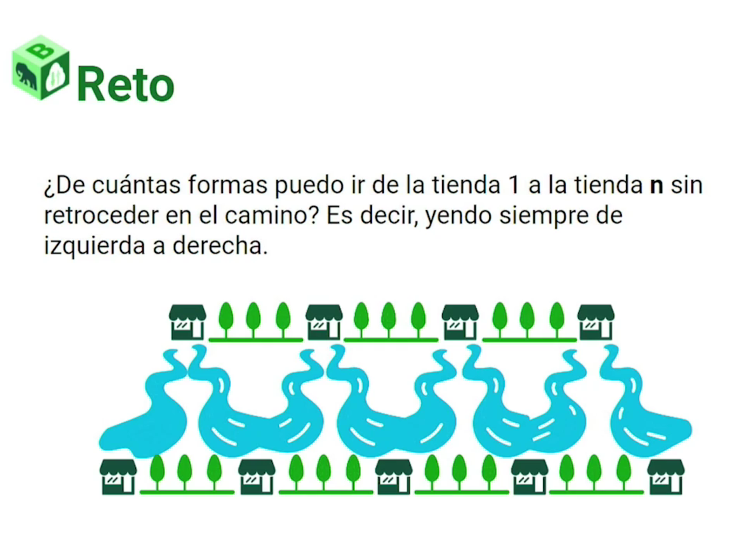 B
Reto
¿De cuántas formas puedo ir de la tienda 1 a la tienda n sin
retroceder en el camino? Es decir, yendo siempre de
izquierda a derecha.